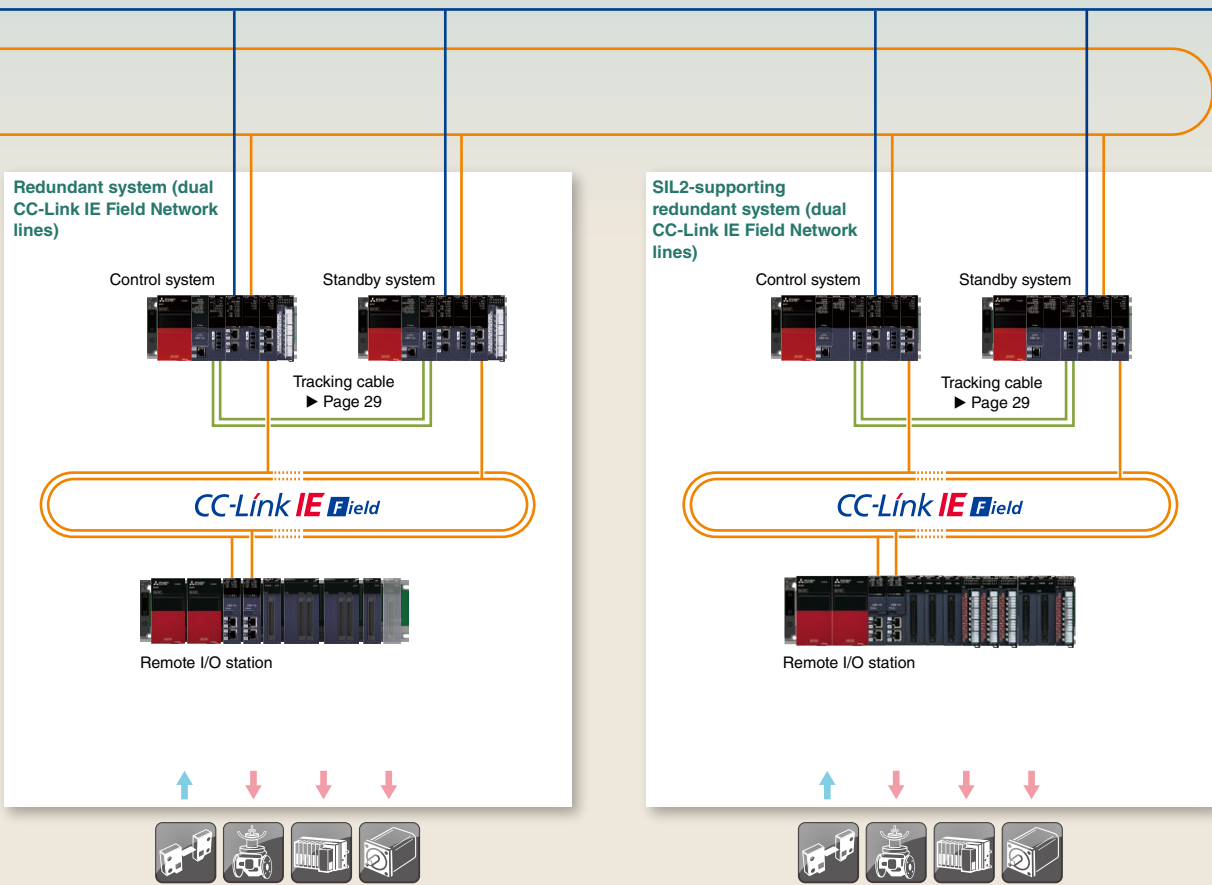 Redundant system (dual
CC-Link IE Field Network
lines)
Control system
Standby system
Tracking cable
▶ Page 29
CC-Link IE Field
Remote I/O station
SIL2-supporting
redundant system (dual
CC-Link IE Field Network
lines)
Control system
Standby system
Tracking cable
▶ Page 29
CC-Link IE Field
Remote I/O station